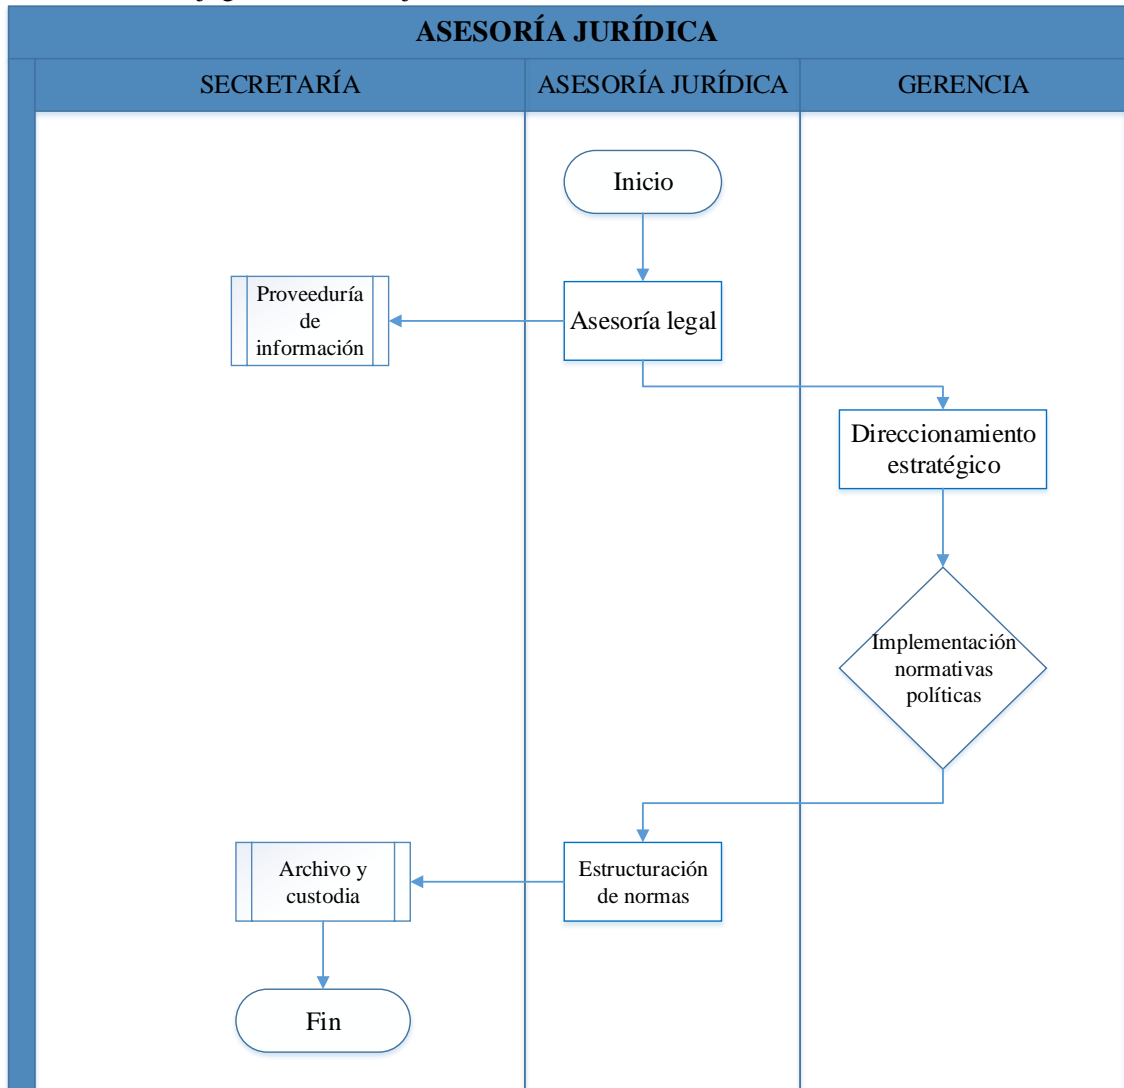 ASESORÍA JURÍDICA
SECRETARÍA
ASESORÍA JURÍDICA
GERENCIA
Inicio
Proveeduría
de
información
Asesoría legal
Direccionamiento
estratégico
Implementación
normativas
políticas
Estructuración
de normas
Archivo y
custodia
Fin